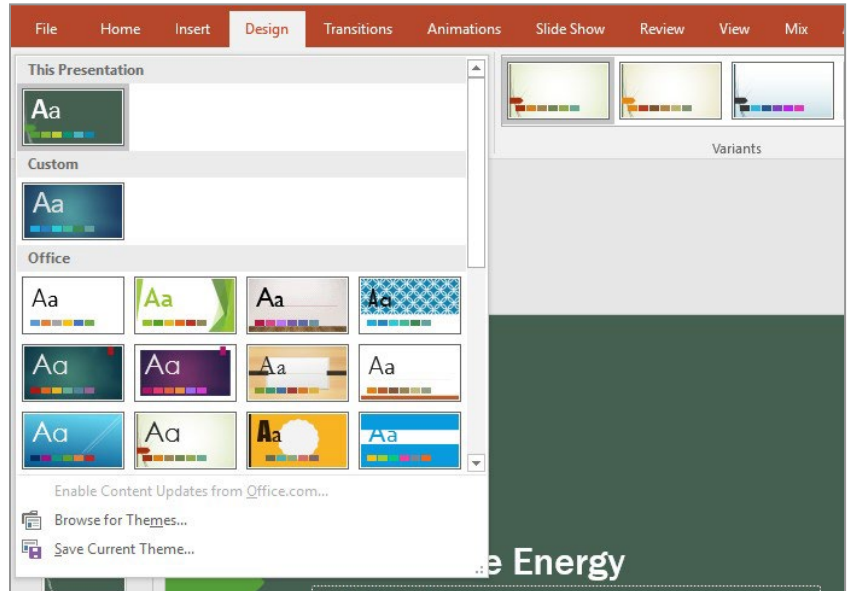 File Home Insert Design Transitions Animations Slide Show Review View Mix
This Presentation
Aa
Custom
Aa
Office
Aa Aa Aa Aa
Aa Aa Aa Aa
Aa Aa Aa Aa
Variants
Enable Content Updates from Office.com...
Browse for Themes...
Save Current Theme...
e Energy